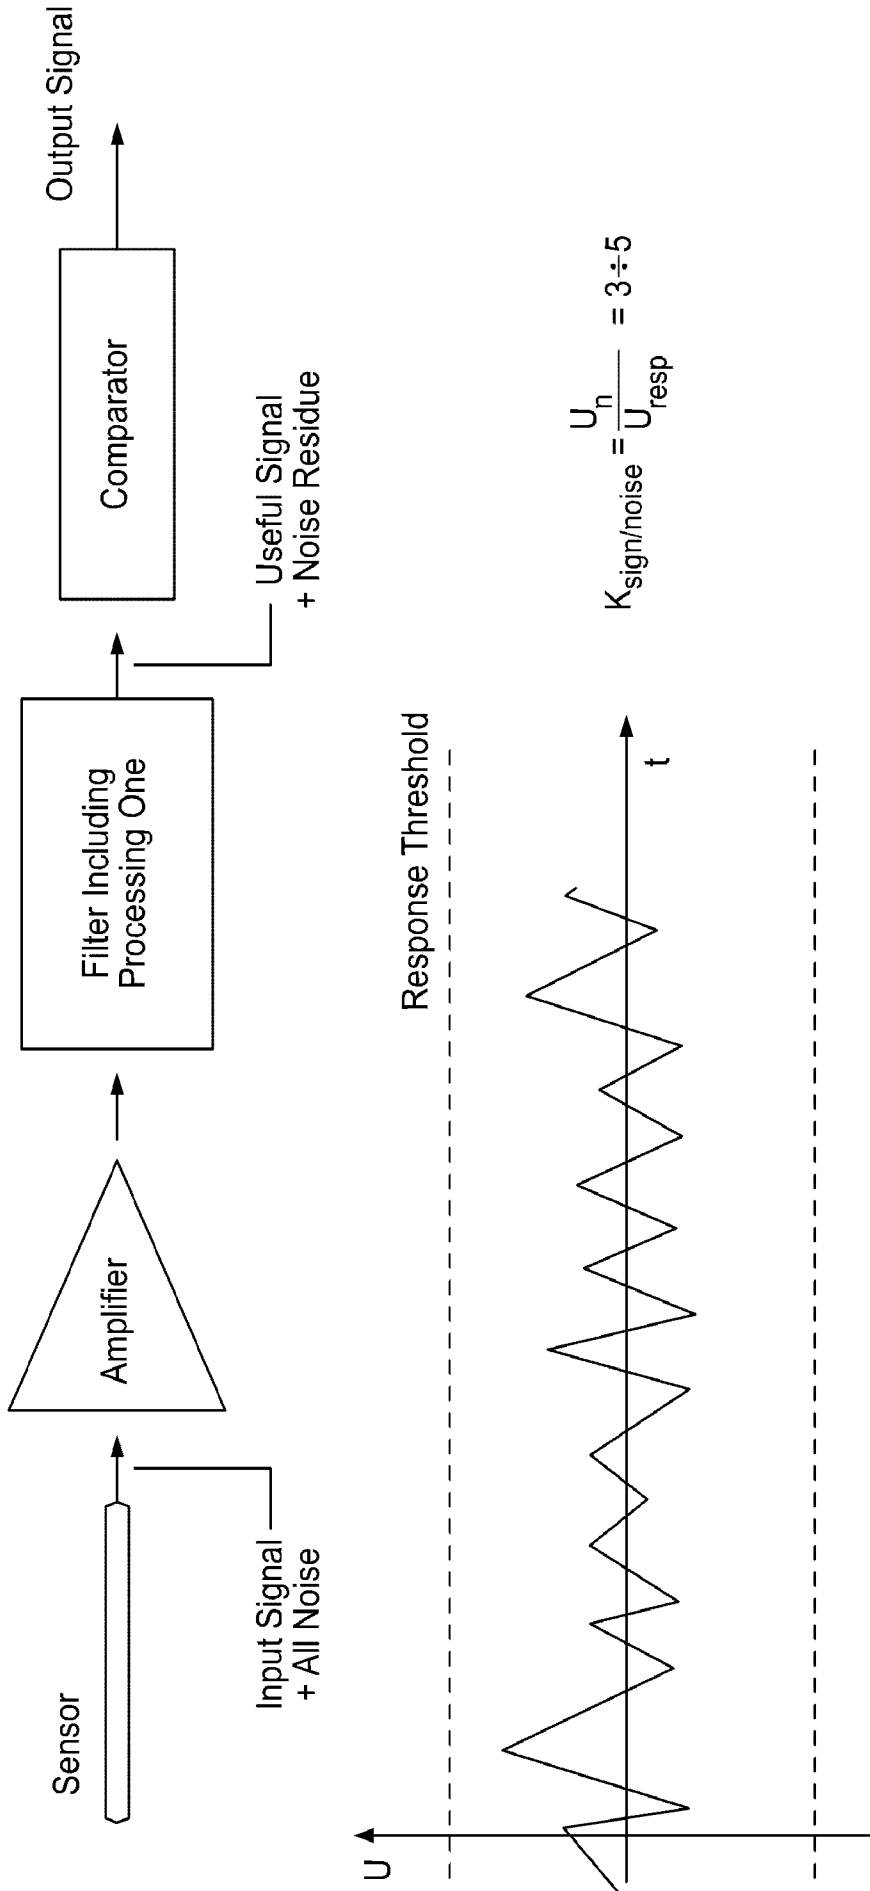 Sensor
Input Signal
+ All Noise
Amplifier
Filter Including
Processing One
Useful Signal
+ Noise Residue
Comparator
Output Signal
U
Response Threshold
t
K_sign/noise = U_n / U_resp = 3÷5